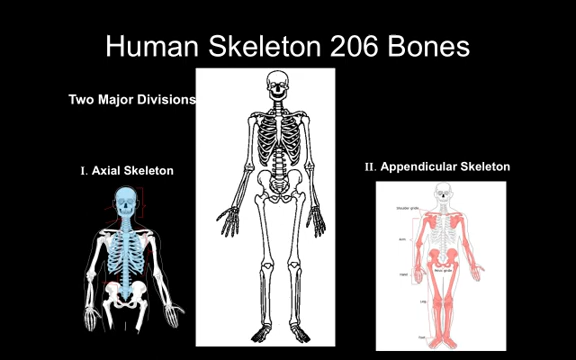 Human Skeleton 206 Bones
Two Major Divisions
I. Axial Skeleton
II. Appendicular Skeleton